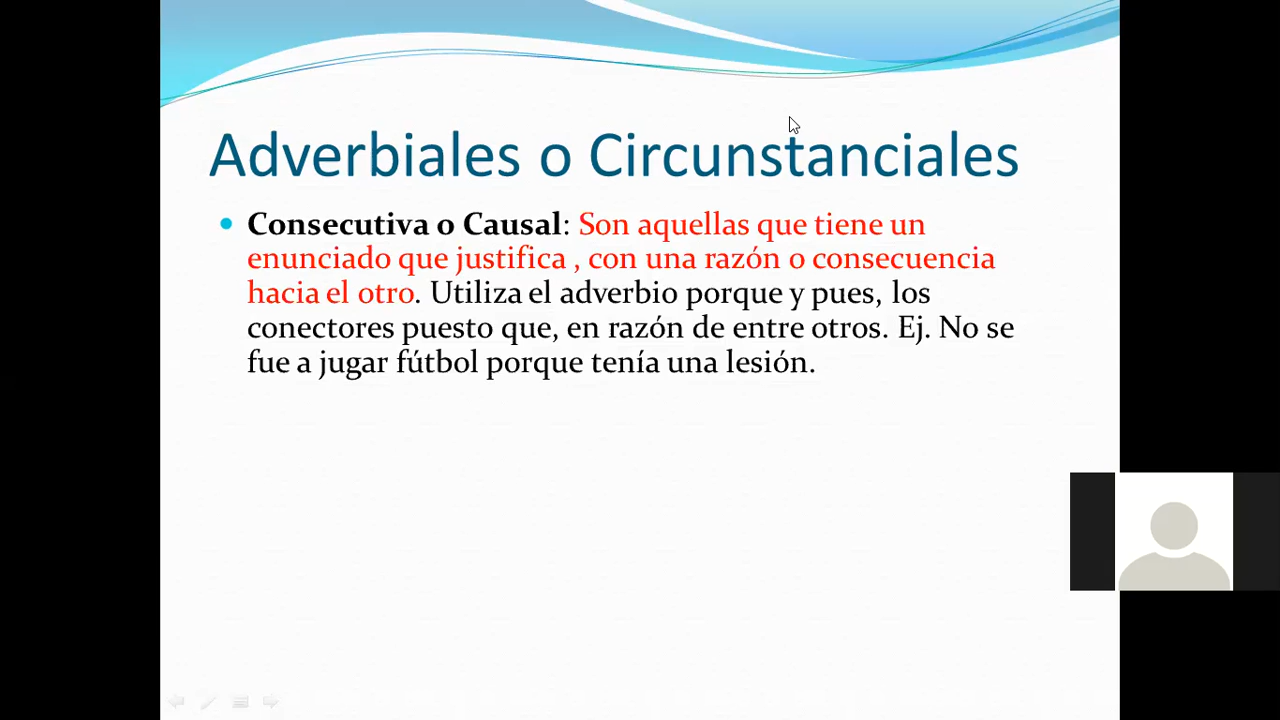 Adverbiales o Circunstanciales
Consecutiva o Causal: Son aquellas que tiene un
enunciado que justifica , con una razón o consecuencia
hacia el otro. Utiliza el adverbio porque y pues, los
conectores puesto que, en razón de entre otros. Ej. No se
fue a jugar fútbol porque tenía una lesión.